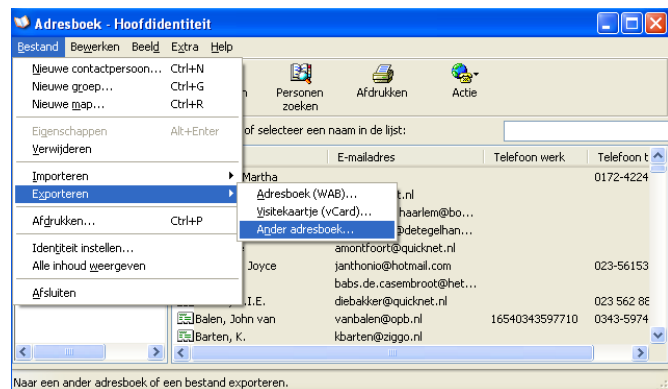 Adresboek - Hoofdidentiteit
Bestand Bewerken Beeld Extra Help
Nieuwe contactpersoon... Ctrl+N
Nieuwe groep... Ctrl+G
Nieuwe map... Ctrl+R
Eigenschappen Alt+Enter
Verwijderen
Importeren
Exporteren
Afdrukken... Ctrl+P
Identiteit instellen...
Alle inhoud weergeven
Afsluiten
Adresboek (WAB)...
Visitekaartje (vCard)...
Ander adresboek...
Personen zoeken
Afdrukken
Actie
of selecteer een naam in de lijst:
E-mailadres Telefoon werk Telefoon t
Martha 0172-4224
t.nl
haarlem@bo...
@detegelhan...
amontfoort@quicknet.nl
Joyce janthonio@hotmail.com 023-56153
babs.de.casembroot@het...
.I.E. diebakker@quicknet.nl 023 562 88
Balen, John van vanbalen@opb.nl 16540343597710 0343-5974
Barten, K. kbarten@ziggo.nl
Naar een ander adresboek of een bestand exporteren.